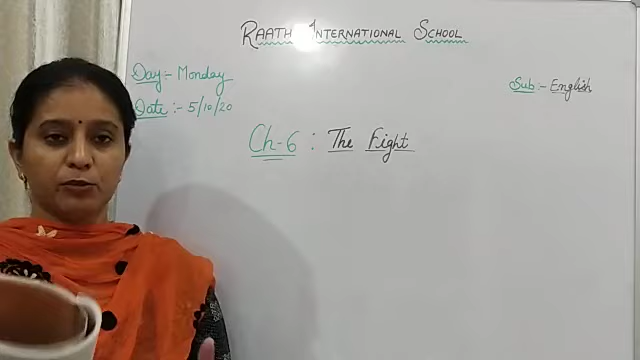 RAATH INTERNATIONAL SCHOOL
Day :- Monday
Sub :- English
Date :- 5/10/20
Ch-6 : The Fight